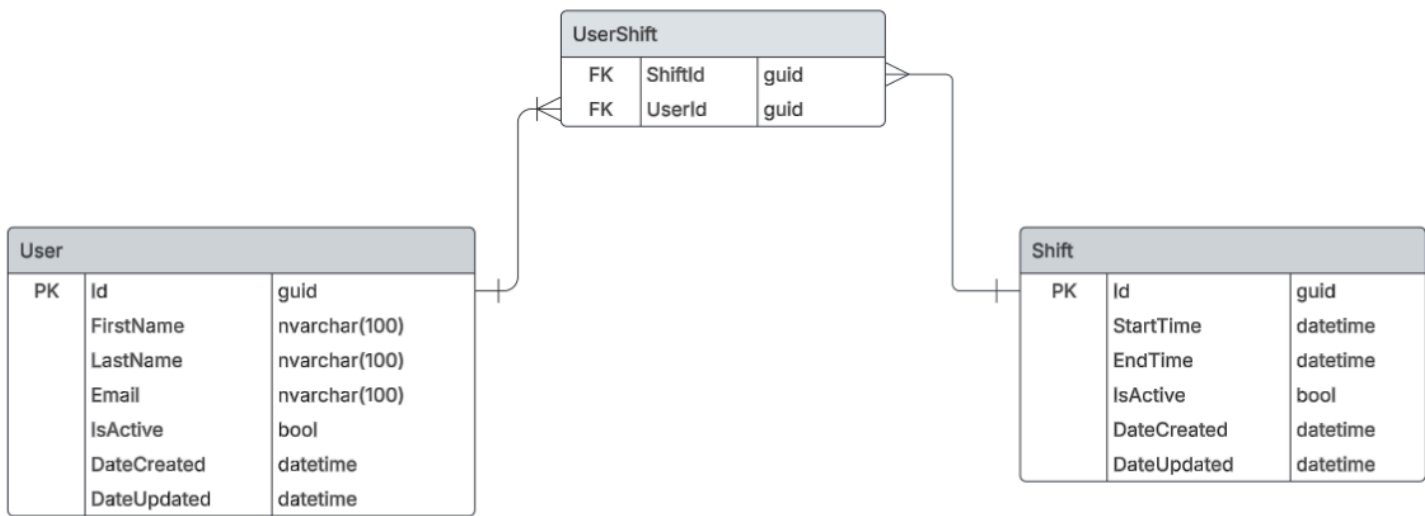 UserShift
FK ShiftId guid
FK UserId guid
User
PK Id guid
FirstName nvarchar(100)
LastName nvarchar(100)
Email nvarchar(100)
IsActive bool
DateCreated datetime
DateUpdated datetime
Shift
PK Id guid
StartTime datetime
EndTime datetime
IsActive bool
DateCreated datetime
DateUpdated datetime